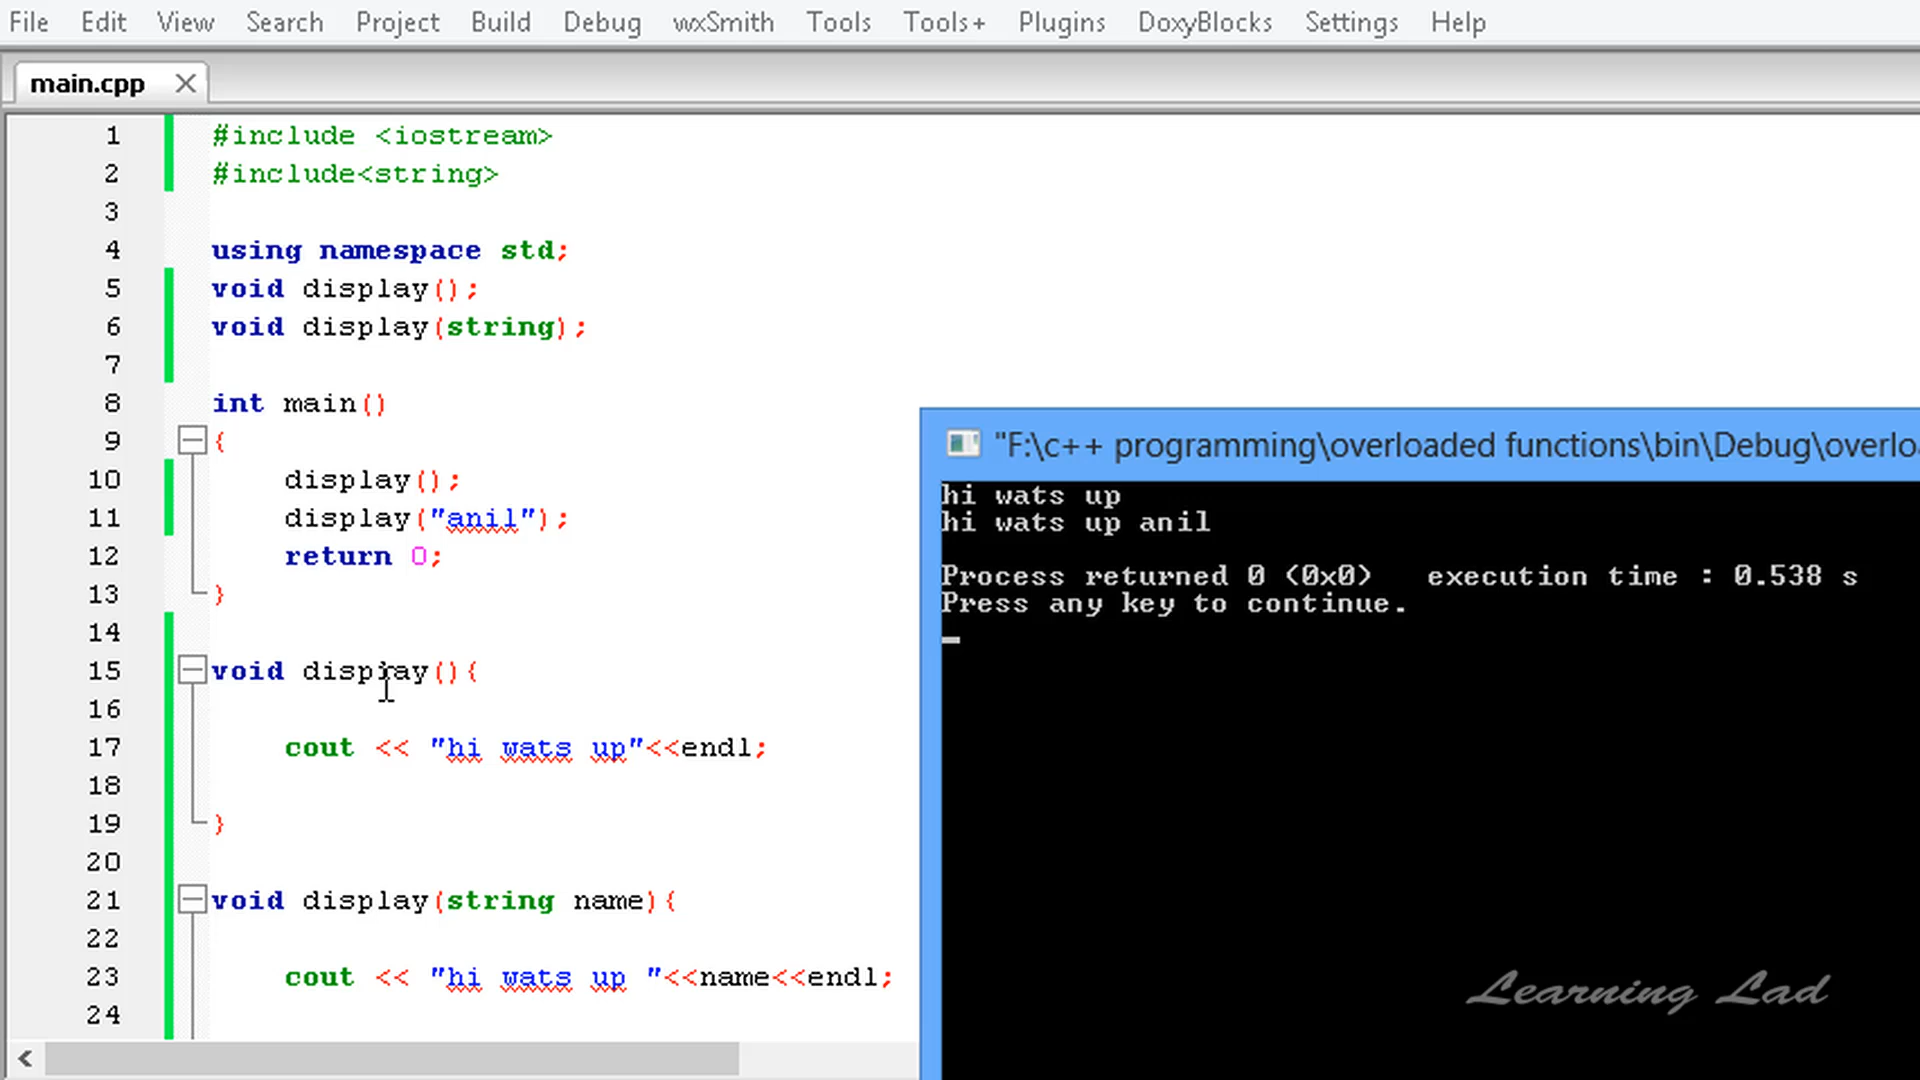 File Edit View Search Project Build Debug wxSmith Tools Tools+ Plugins DoxyBlocks Settings Help
main.cpp
1 #include <iostream>
2 #include<string>
3
4 using namespace std;
5 void display();
6 void display(string);
7
8 int main()
9 {
10 display();
11 display("anil");
12 return 0;
13 }
14
15 void display(){
16
17 cout << "hi wats up"<<endl;
18
19 }
20
21 void display(string name){
22
23 cout << "hi wats up "<<name<<endl;
24
"F:\c++ programming\overloaded functions\bin\Debug\overlo
hi wats up
hi wats up anil
Process returned 0 (0x0) execution time : 0.538 s
Press any key to continue.
Learning Lad